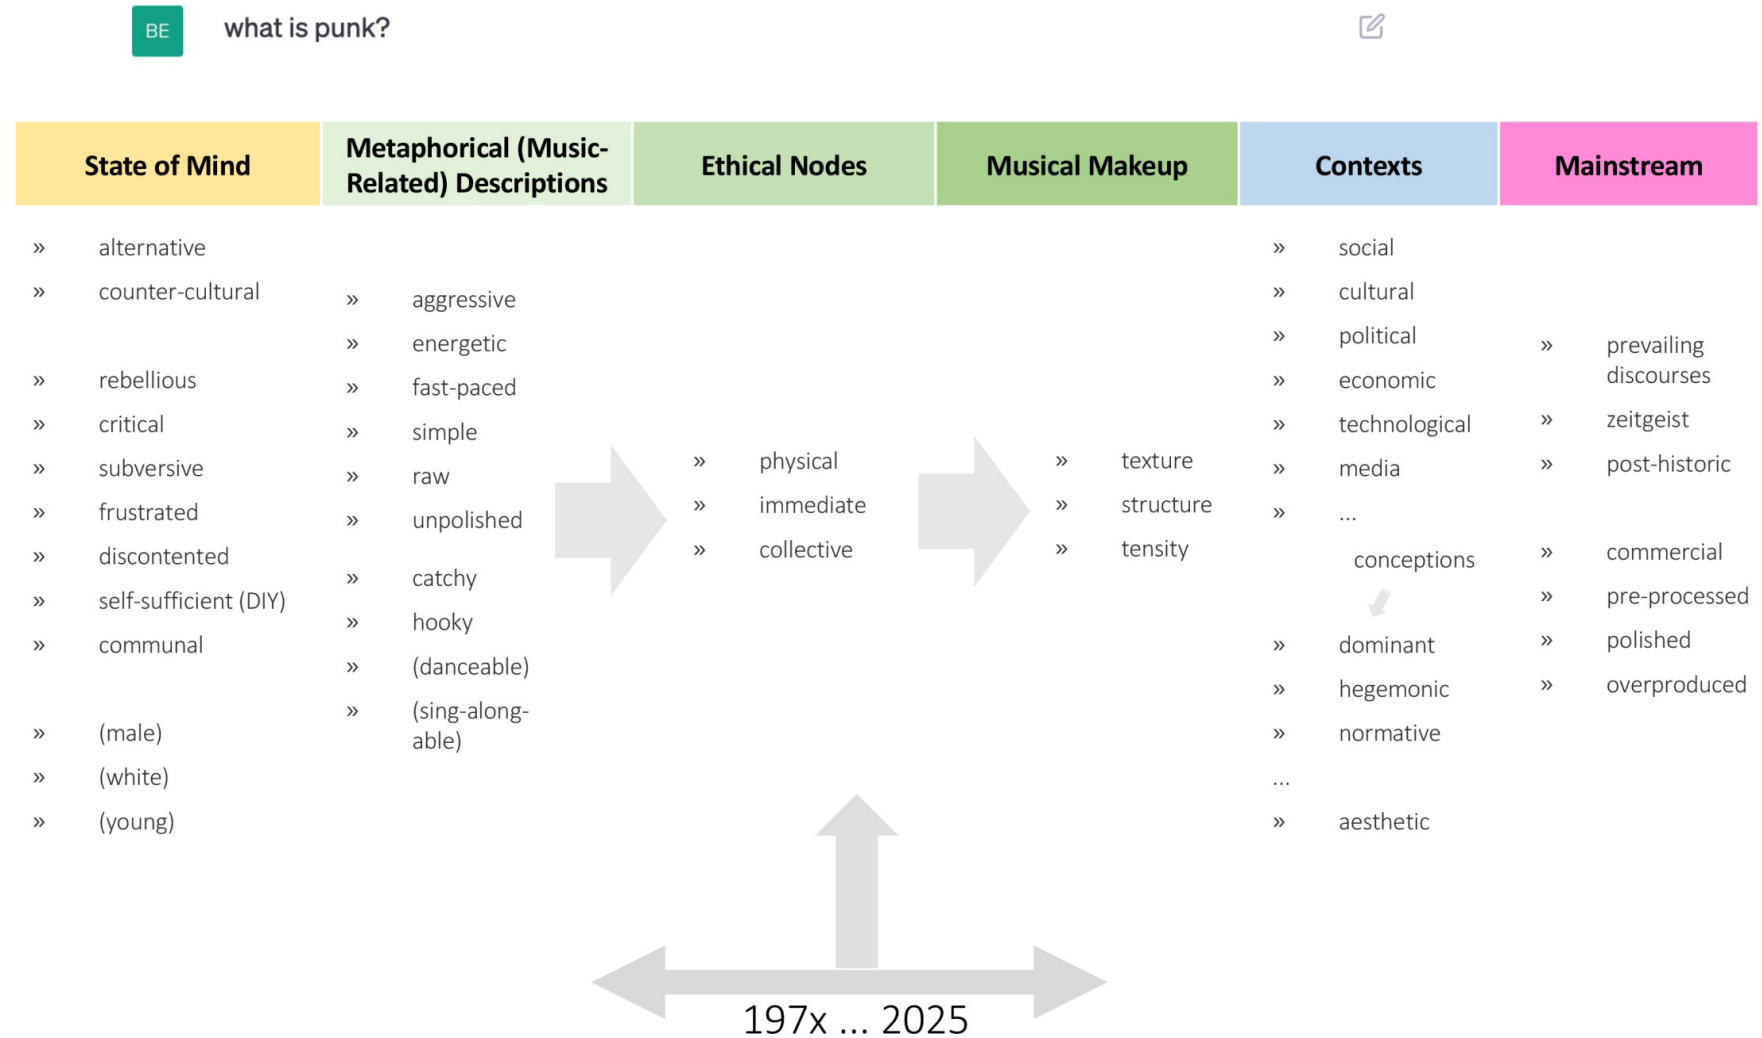 BE
what is punk?
State of Mind
Metaphorical (Music-
Related) Descriptions
Ethical Nodes
Musical Makeup
Contexts
Mainstream
» alternative
» counter-cultural
» rebellious
» critical
» subversive
» frustrated
» discontented
» self-sufficient (DIY)
» communal
» (male)
» (white)
» (young)
» aggressive
» energetic
» fast-paced
» simple
» raw
» unpolished
» catchy
» hooky
» (danceable)
» (sing-along-
able)
» physical
» immediate
» collective
» texture
» structure
» tensity
» social
» cultural
» political
» economic
» technological
» media
» ...
conceptions
» dominant
» hegemonic
» normative
...
» aesthetic
» prevailing
discourses
» zeitgeist
» post-historic
» commercial
» pre-processed
» polished
» overproduced
197x ... 2025